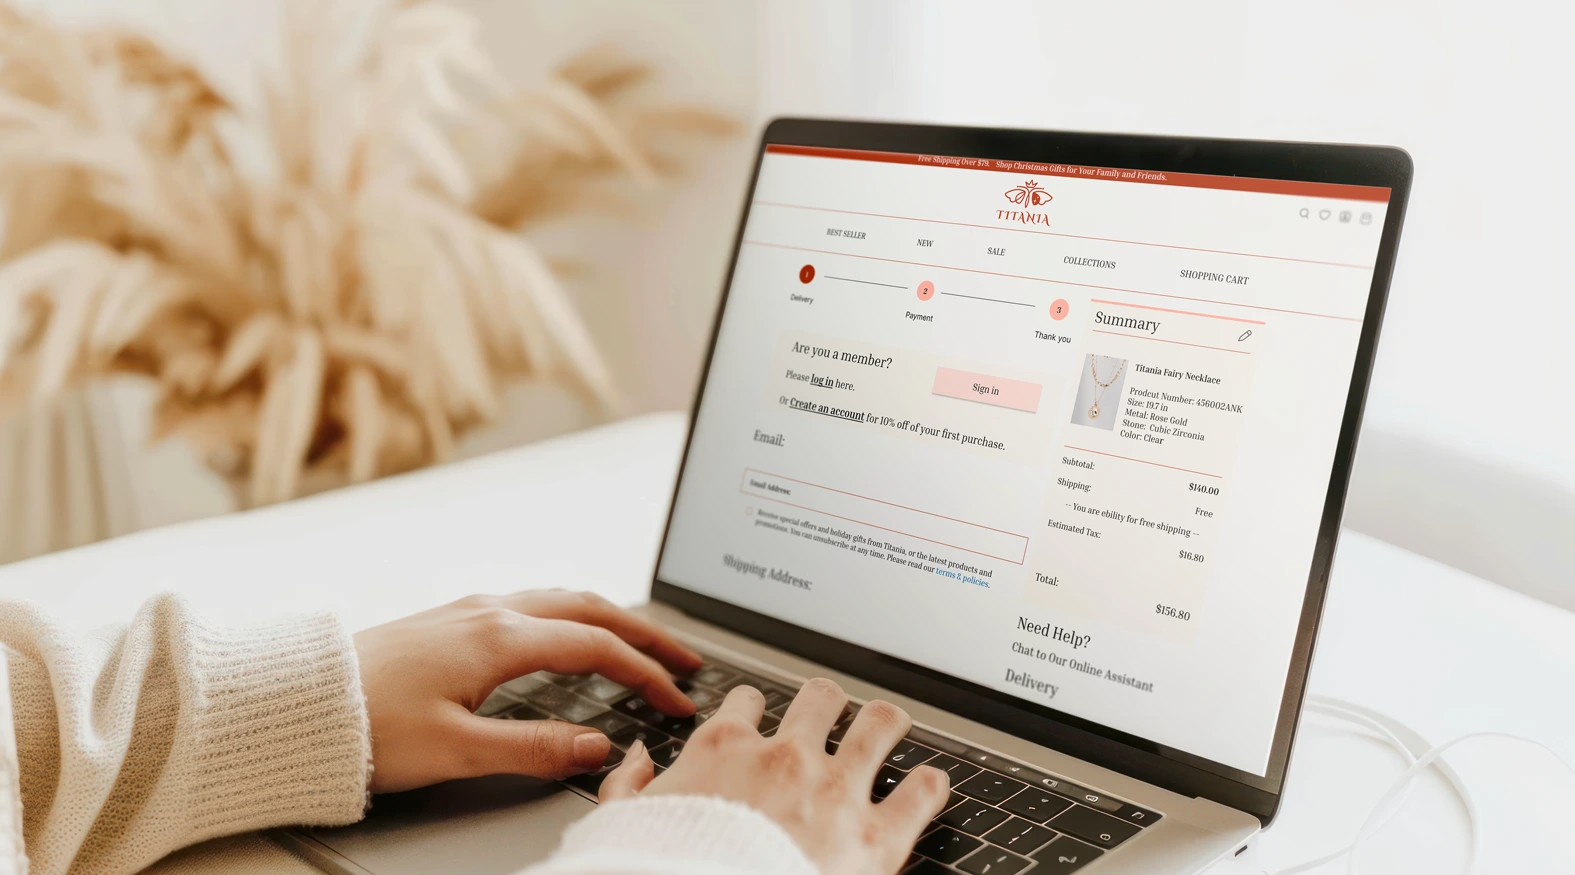 Free Shipping Over $79. Shop Christmas Gifts for Your Family and Friends.
TITANIA
BEST SELLER
NEW
SALE
COLLECTIONS
SHOPPING CART
1
Delivery
2
Payment
3
Thank you
Are you a member?
Please log in here.
Sign in
Or Create an account for 10% off of your first purchase.
Email:
Email Address:
Receive special offers and holiday gifts from Titania, or the latest products and
promotions. You can unsubscribe at any time. Please read our terms & policies.
Shipping Address:
Summary
Titania Fairy Necklace
Prodcut Number: 456002ANK
Size: 19.7 in
Metal: Rose Gold
Stone: Cubic Zirconia
Color: Clear
Subtotal:
$140.00
Shipping:
Free
-- You are ebility for free shipping --
Estimated Tax:
$16.80
Total:
$156.80
Need Help?
Chat to Our Online Assistant
Delivery